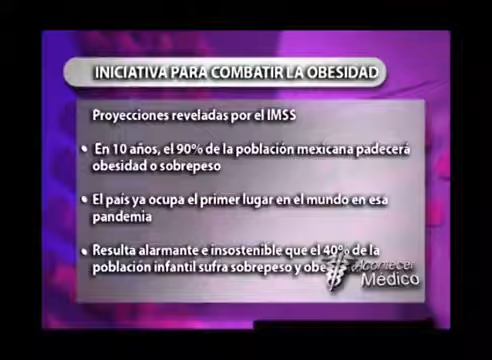 INICIATIVA PARA COMBATIR LA OBESIDAD
Proyecciones reveladas por el IMSS
• En 10 años, el 90% de la población mexicana padecerá
obesidad o sobrepeso
• El país ya ocupa el primer lugar en el mundo en esa
pandemia
• Resulta alarmante e insostenible que el 40% de la
población infantil sufra sobrepeso y obe
Acontecer
Médico